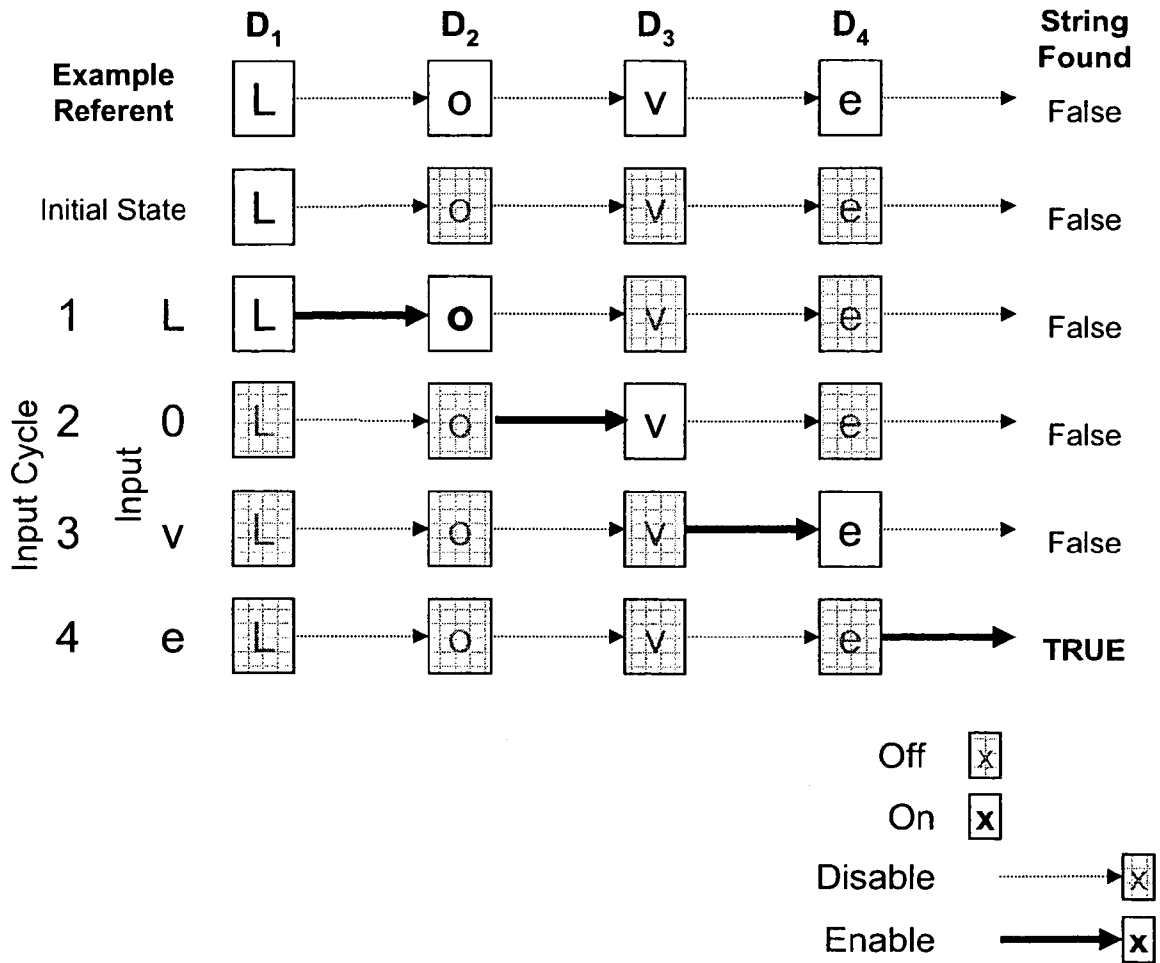 D1 D2 D3 D4 String Found
Example Referent L o v e False
Initial State L o v e False
Input Cycle
Input
1 L L o v e False
2 0 L o v e False
3 v L o v e False
4 e L o v e TRUE
Off x
On x
Disable x
Enable x